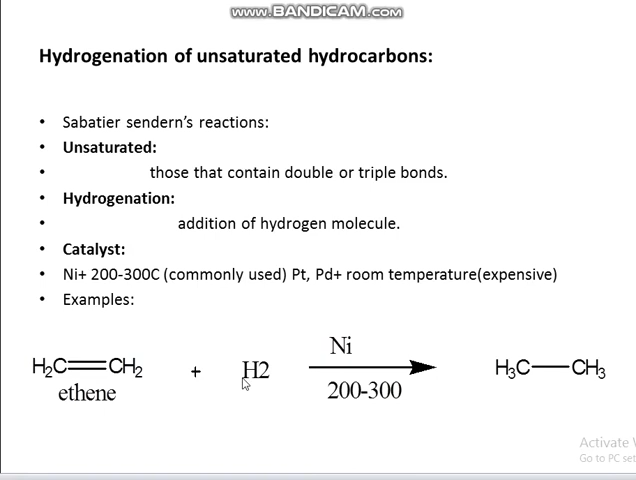 www.BANDICAM.com
Hydrogenation of unsaturated hydrocarbons:
• Sabatier sendern's reactions:
• Unsaturated:
• those that contain double or triple bonds.
• Hydrogenation:
• addition of hydrogen molecule.
• Catalyst:
• Ni+ 200-300C (commonly used) Pt, Pd+ room temperature(expensive)
• Examples:
Ni
H₂C CH₂ + H2 H₃C CH₃
ethene 200-300
Activate
Go to PC set